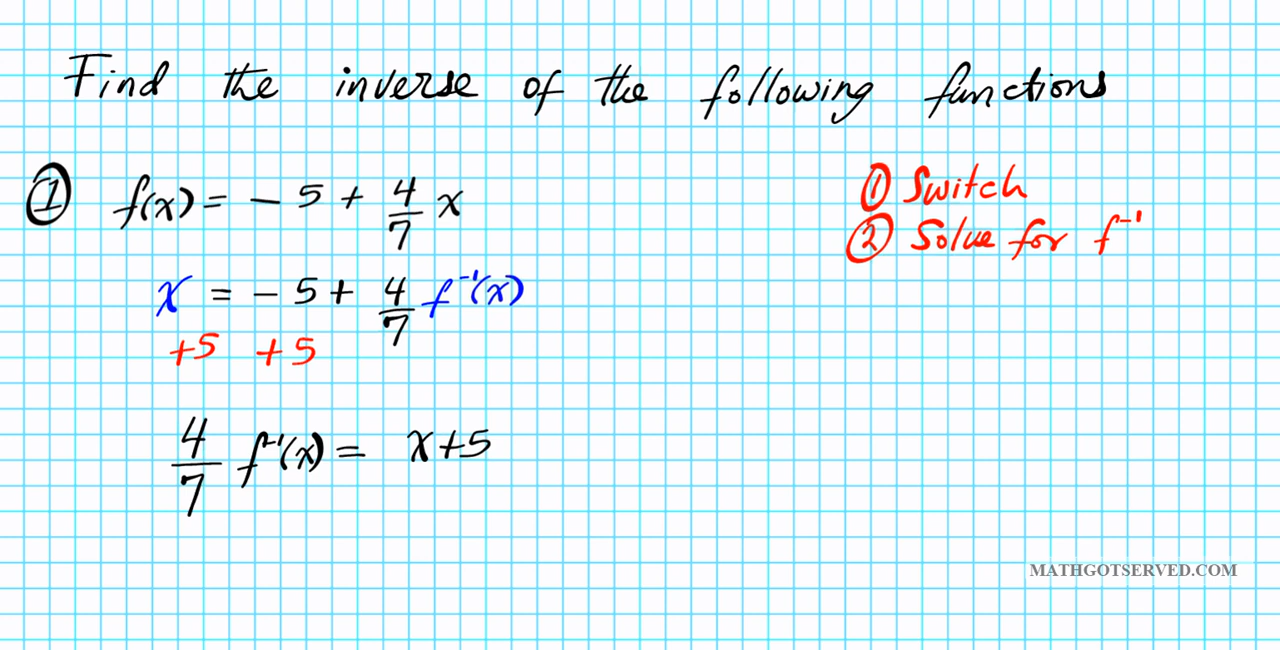 Find the inverse of the following functions
① f(x) = - 5 + 4/7 x
① Switch
② Solve for f⁻¹
x = - 5 + 4/7 f⁻¹(x)
+5 +5
4/7 f⁻¹(x) = x+5
MATHGOTSERVED.COM